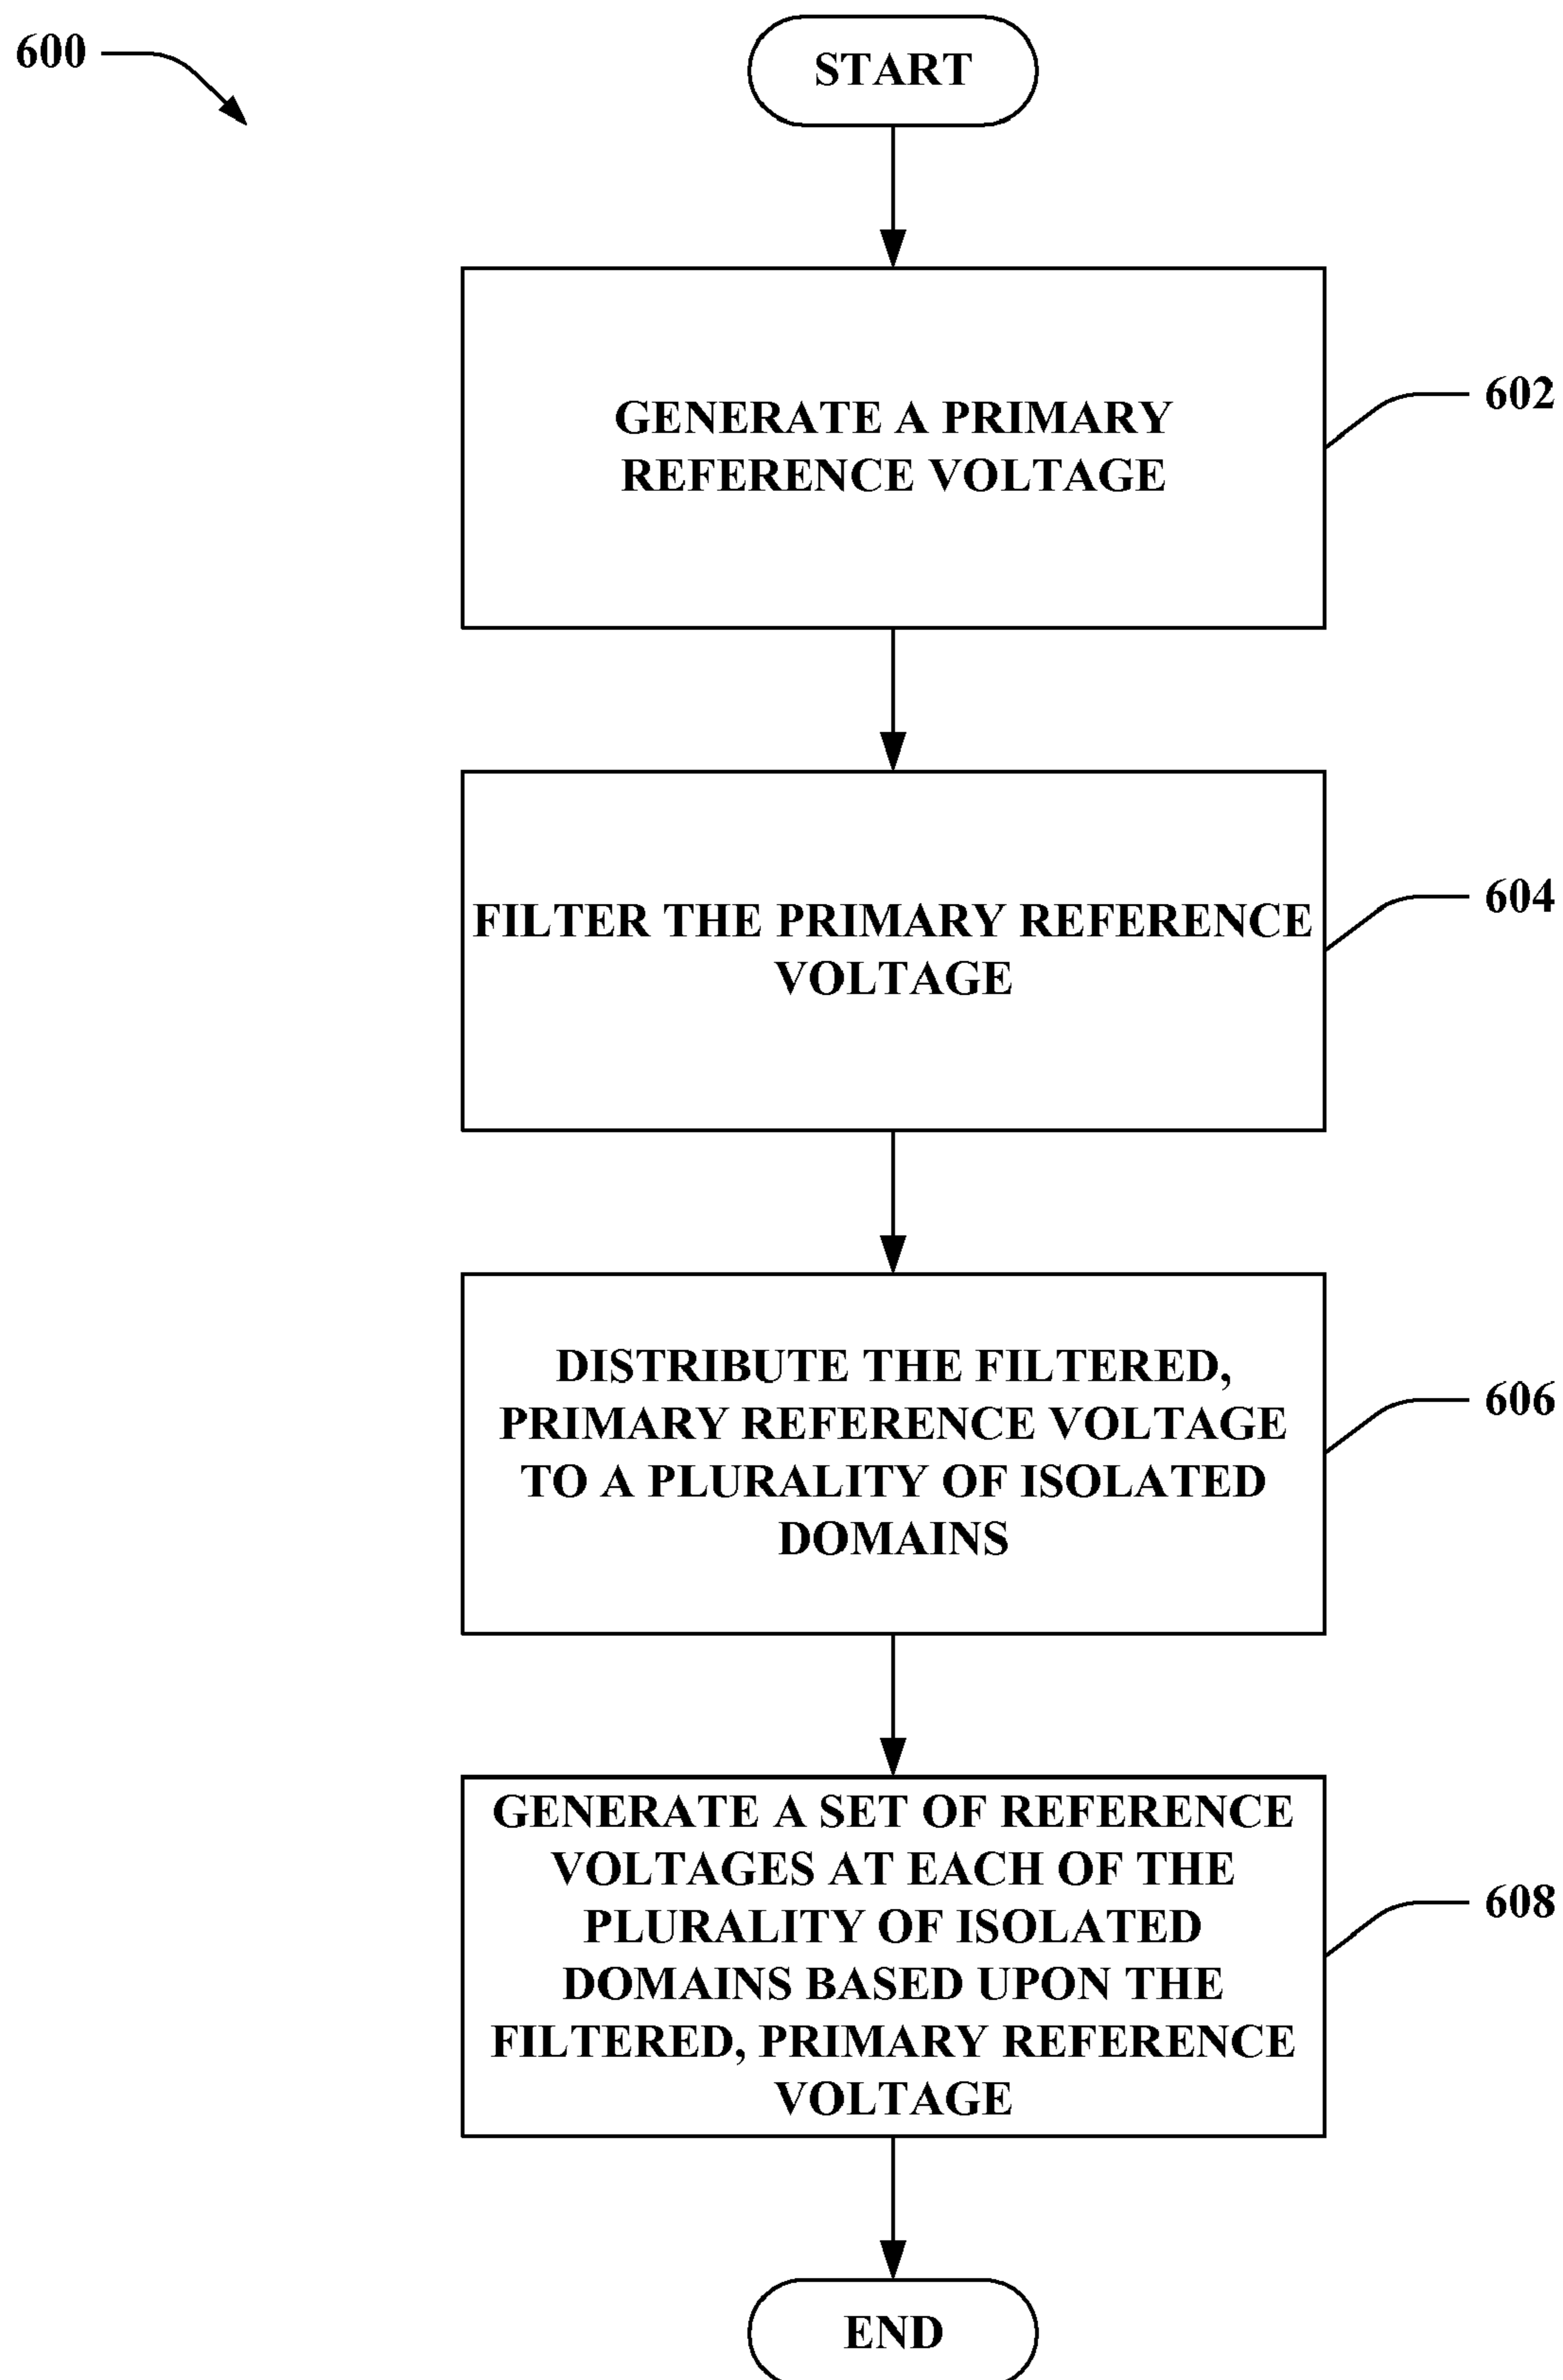 600
START
GENERATE A PRIMARY
REFERENCE VOLTAGE
602
FILTER THE PRIMARY REFERENCE
VOLTAGE
604
DISTRIBUTE THE FILTERED,
PRIMARY REFERENCE VOLTAGE
TO A PLURALITY OF ISOLATED
DOMAINS
606
GENERATE A SET OF REFERENCE
VOLTAGES AT EACH OF THE
PLURALITY OF ISOLATED
DOMAINS BASED UPON THE
FILTERED, PRIMARY REFERENCE
VOLTAGE
608
END